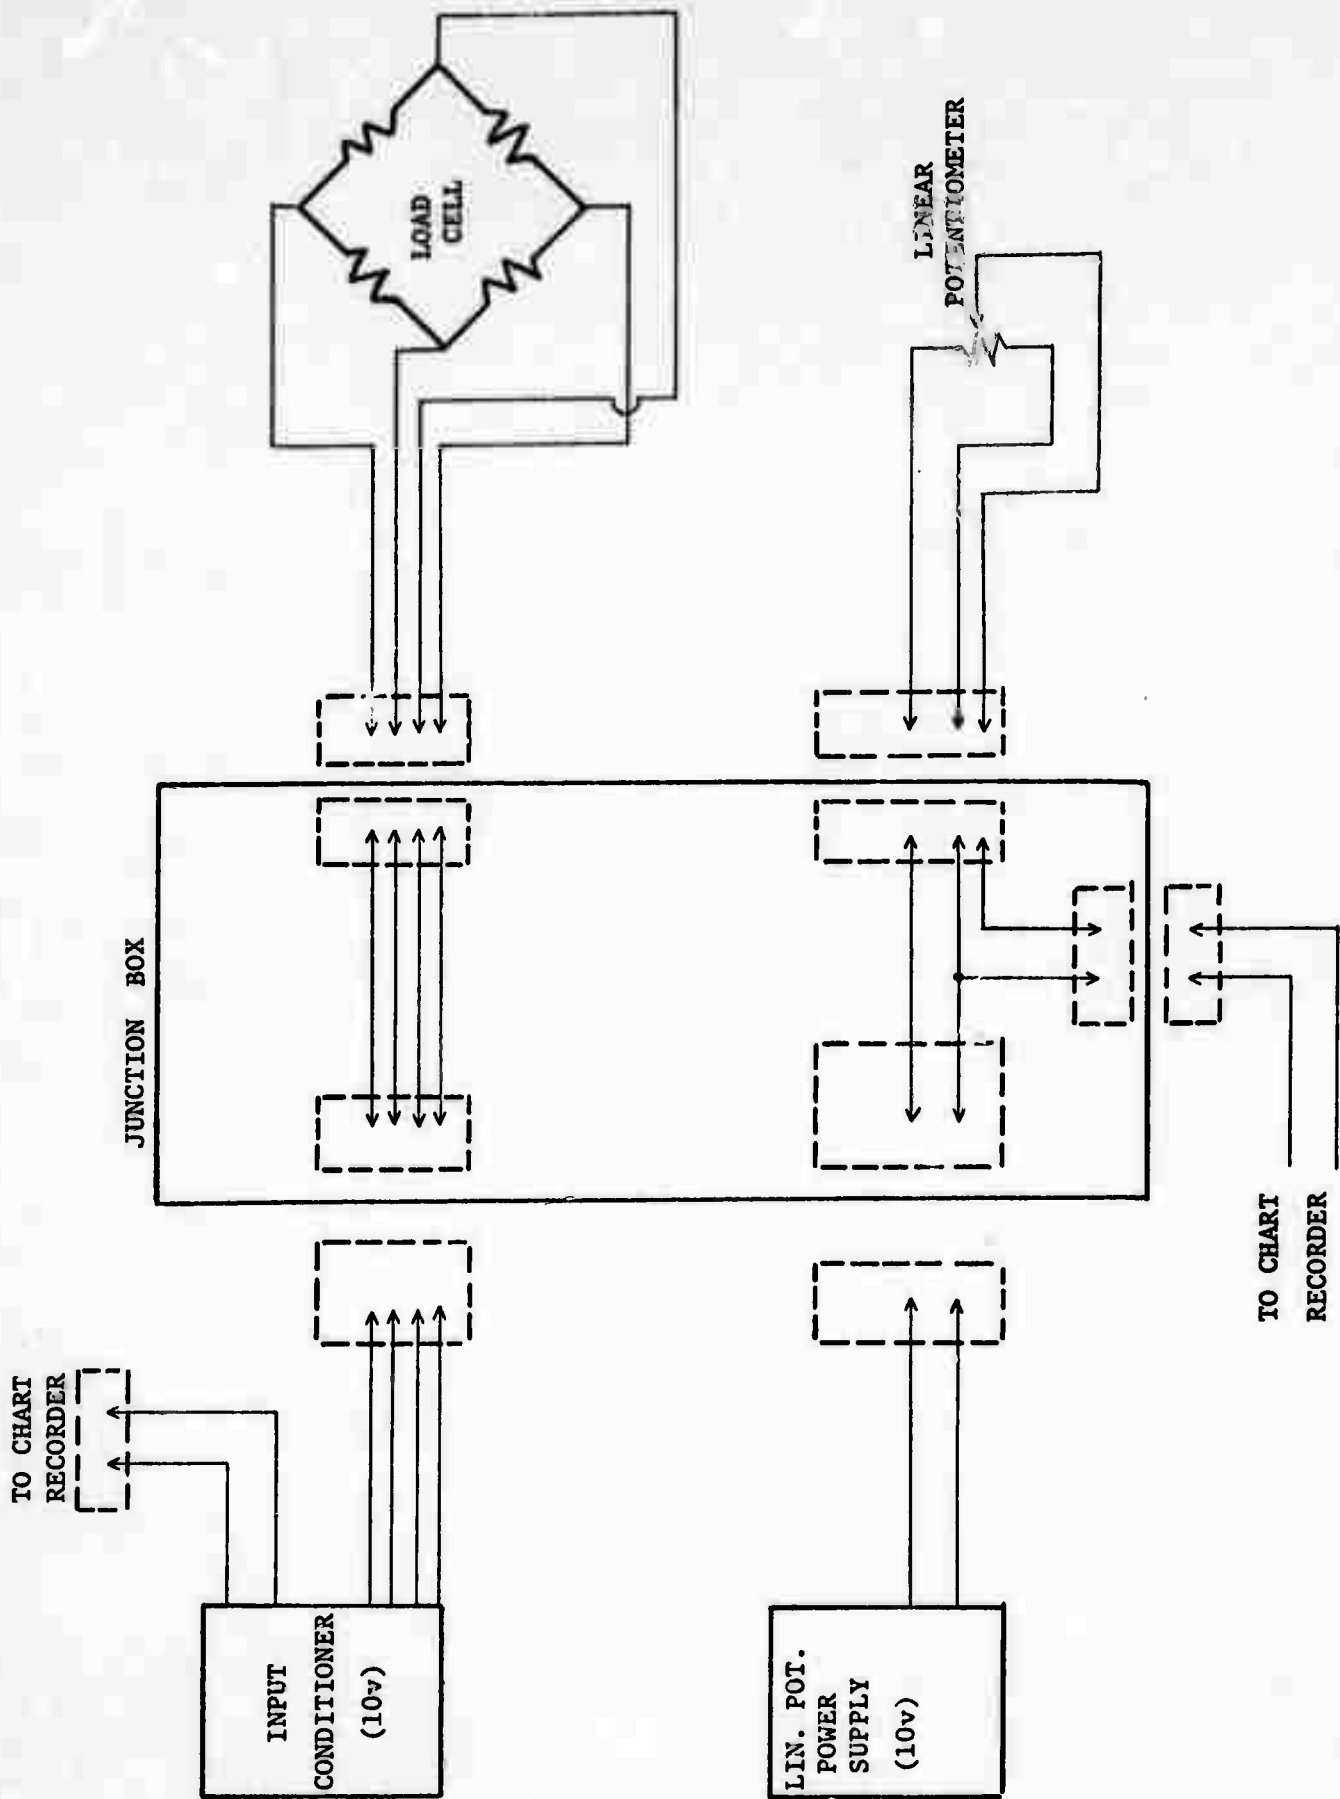 TO CHART
RECORDER
INPUT
CONDITIONER
(10v)
JUNCTION BOX
LOAD
CELL
LIN. POT.
POWER
SUPPLY
(10v)
LINEAR
POTENTIOMETER
TO CHART
RECORDER